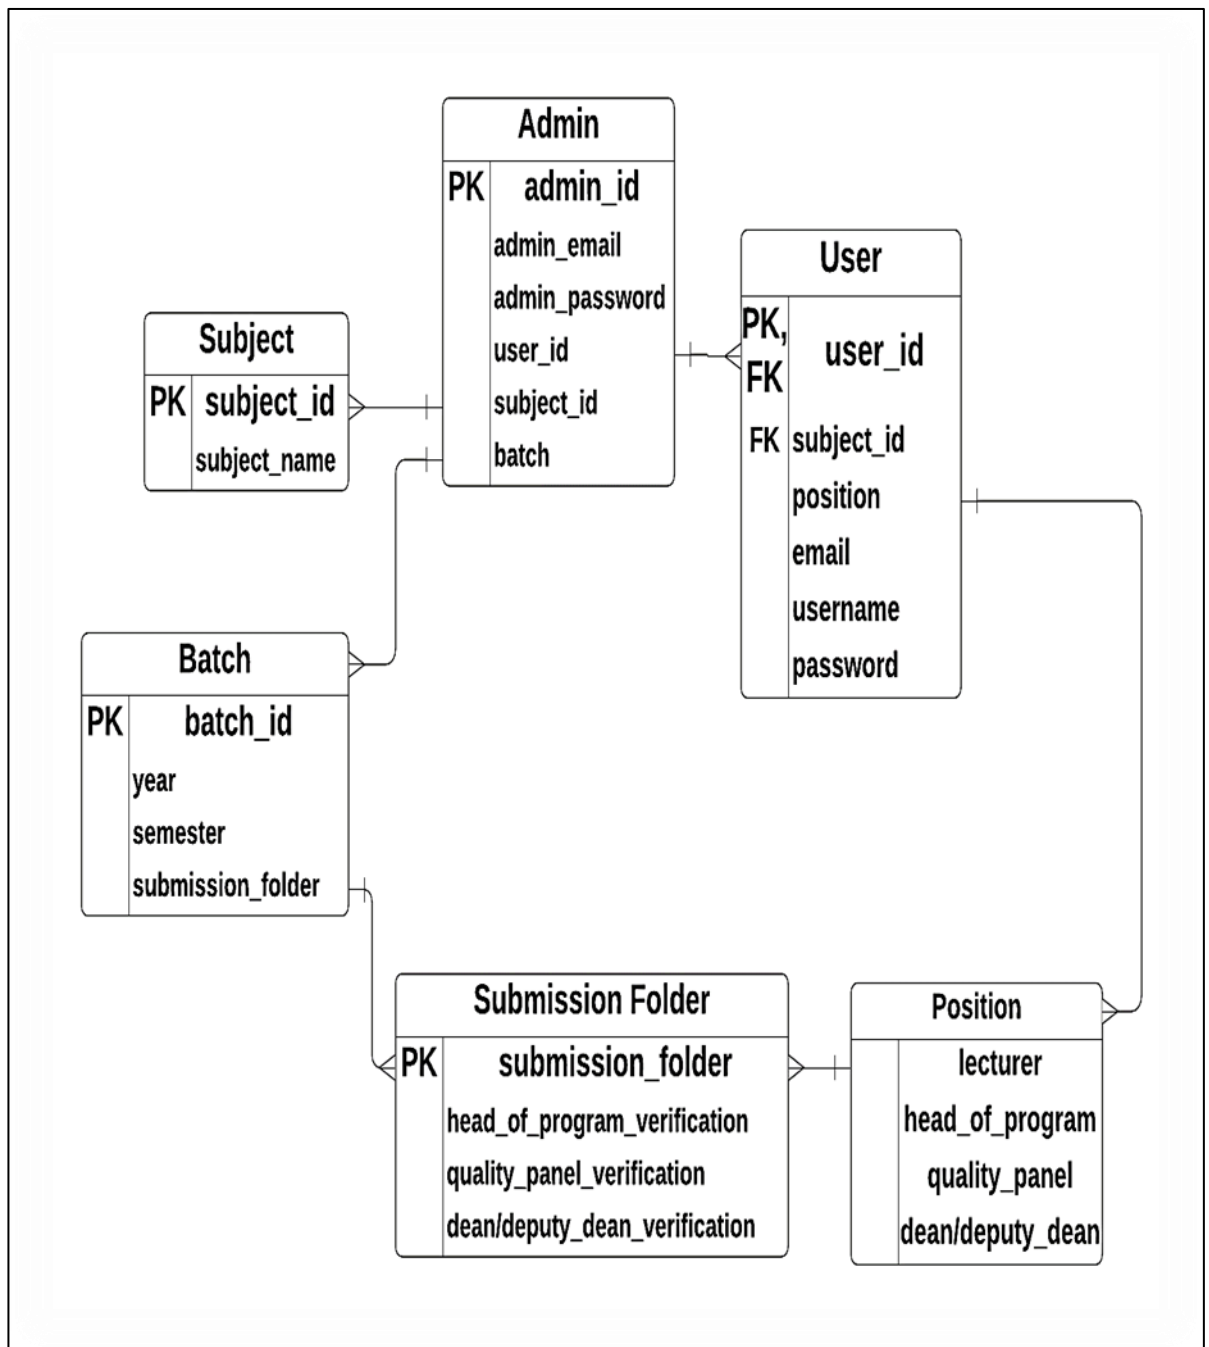 Admin
PK admin_id
admin_email
admin_password
user_id
subject_id
batch
User
PK,
FK
user_id
FK subject_id
position
email
username
password
Subject
PK subject_id
subject_name
Batch
PK batch_id
year
semester
submission_folder
Submission Folder
PK submission_folder
head_of_program_verification
quality_panel_verification
dean/deputy_dean_verification
Position
lecturer
head_of_program
quality_panel
dean/deputy_dean